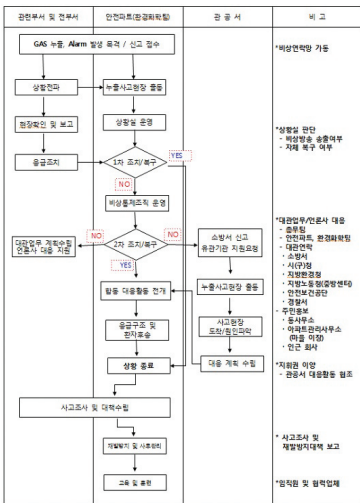 관련부서 및 전부서
안전파트(환경화학팀)
관 공 서
비 고
GAS 누출, Alarm 발생 목격 / 신고 접수
*비상연락망 가동
상황전파
누출사고현장 출동
현장확인 및 보고
상황실 운영
*상황실 판단
- 비상방송 송출여부
- 자체 복구 여부
응급조치
1차 조치/복구
YES
NO
비상통제조직 운영
*대관업무/언론사 대응
- 총무팀
- 안전파트, 환경화학팀
- 대관연락
· 소방서
· 시(구)청
· 지방환경청
· 지방노동청(중방센터)
· 안전보건공단
· 경찰서
- 주민홍보
· 동사무소
· 아파트관리사무소
(마을 이장)
· 인근 회사
대관업무 계획수립
언론사 대응 지원
NO
2차 조치/복구
NO
소방서 신고
유관기관 지원요청
YES
합동 대응활동 전개
누출사고현장 출동
응급구조 및
환자후송
사고현장
도착/원인파악
상황 종료
대응 계획 수립
*지휘권 이양
- 관공서 대응활동 협조
사고조사 및 대책수립
재발방지 및 사후관리
* 사고조사 및
재발방지대책 보고
교육 및 훈련
*임직원 및 협력업체